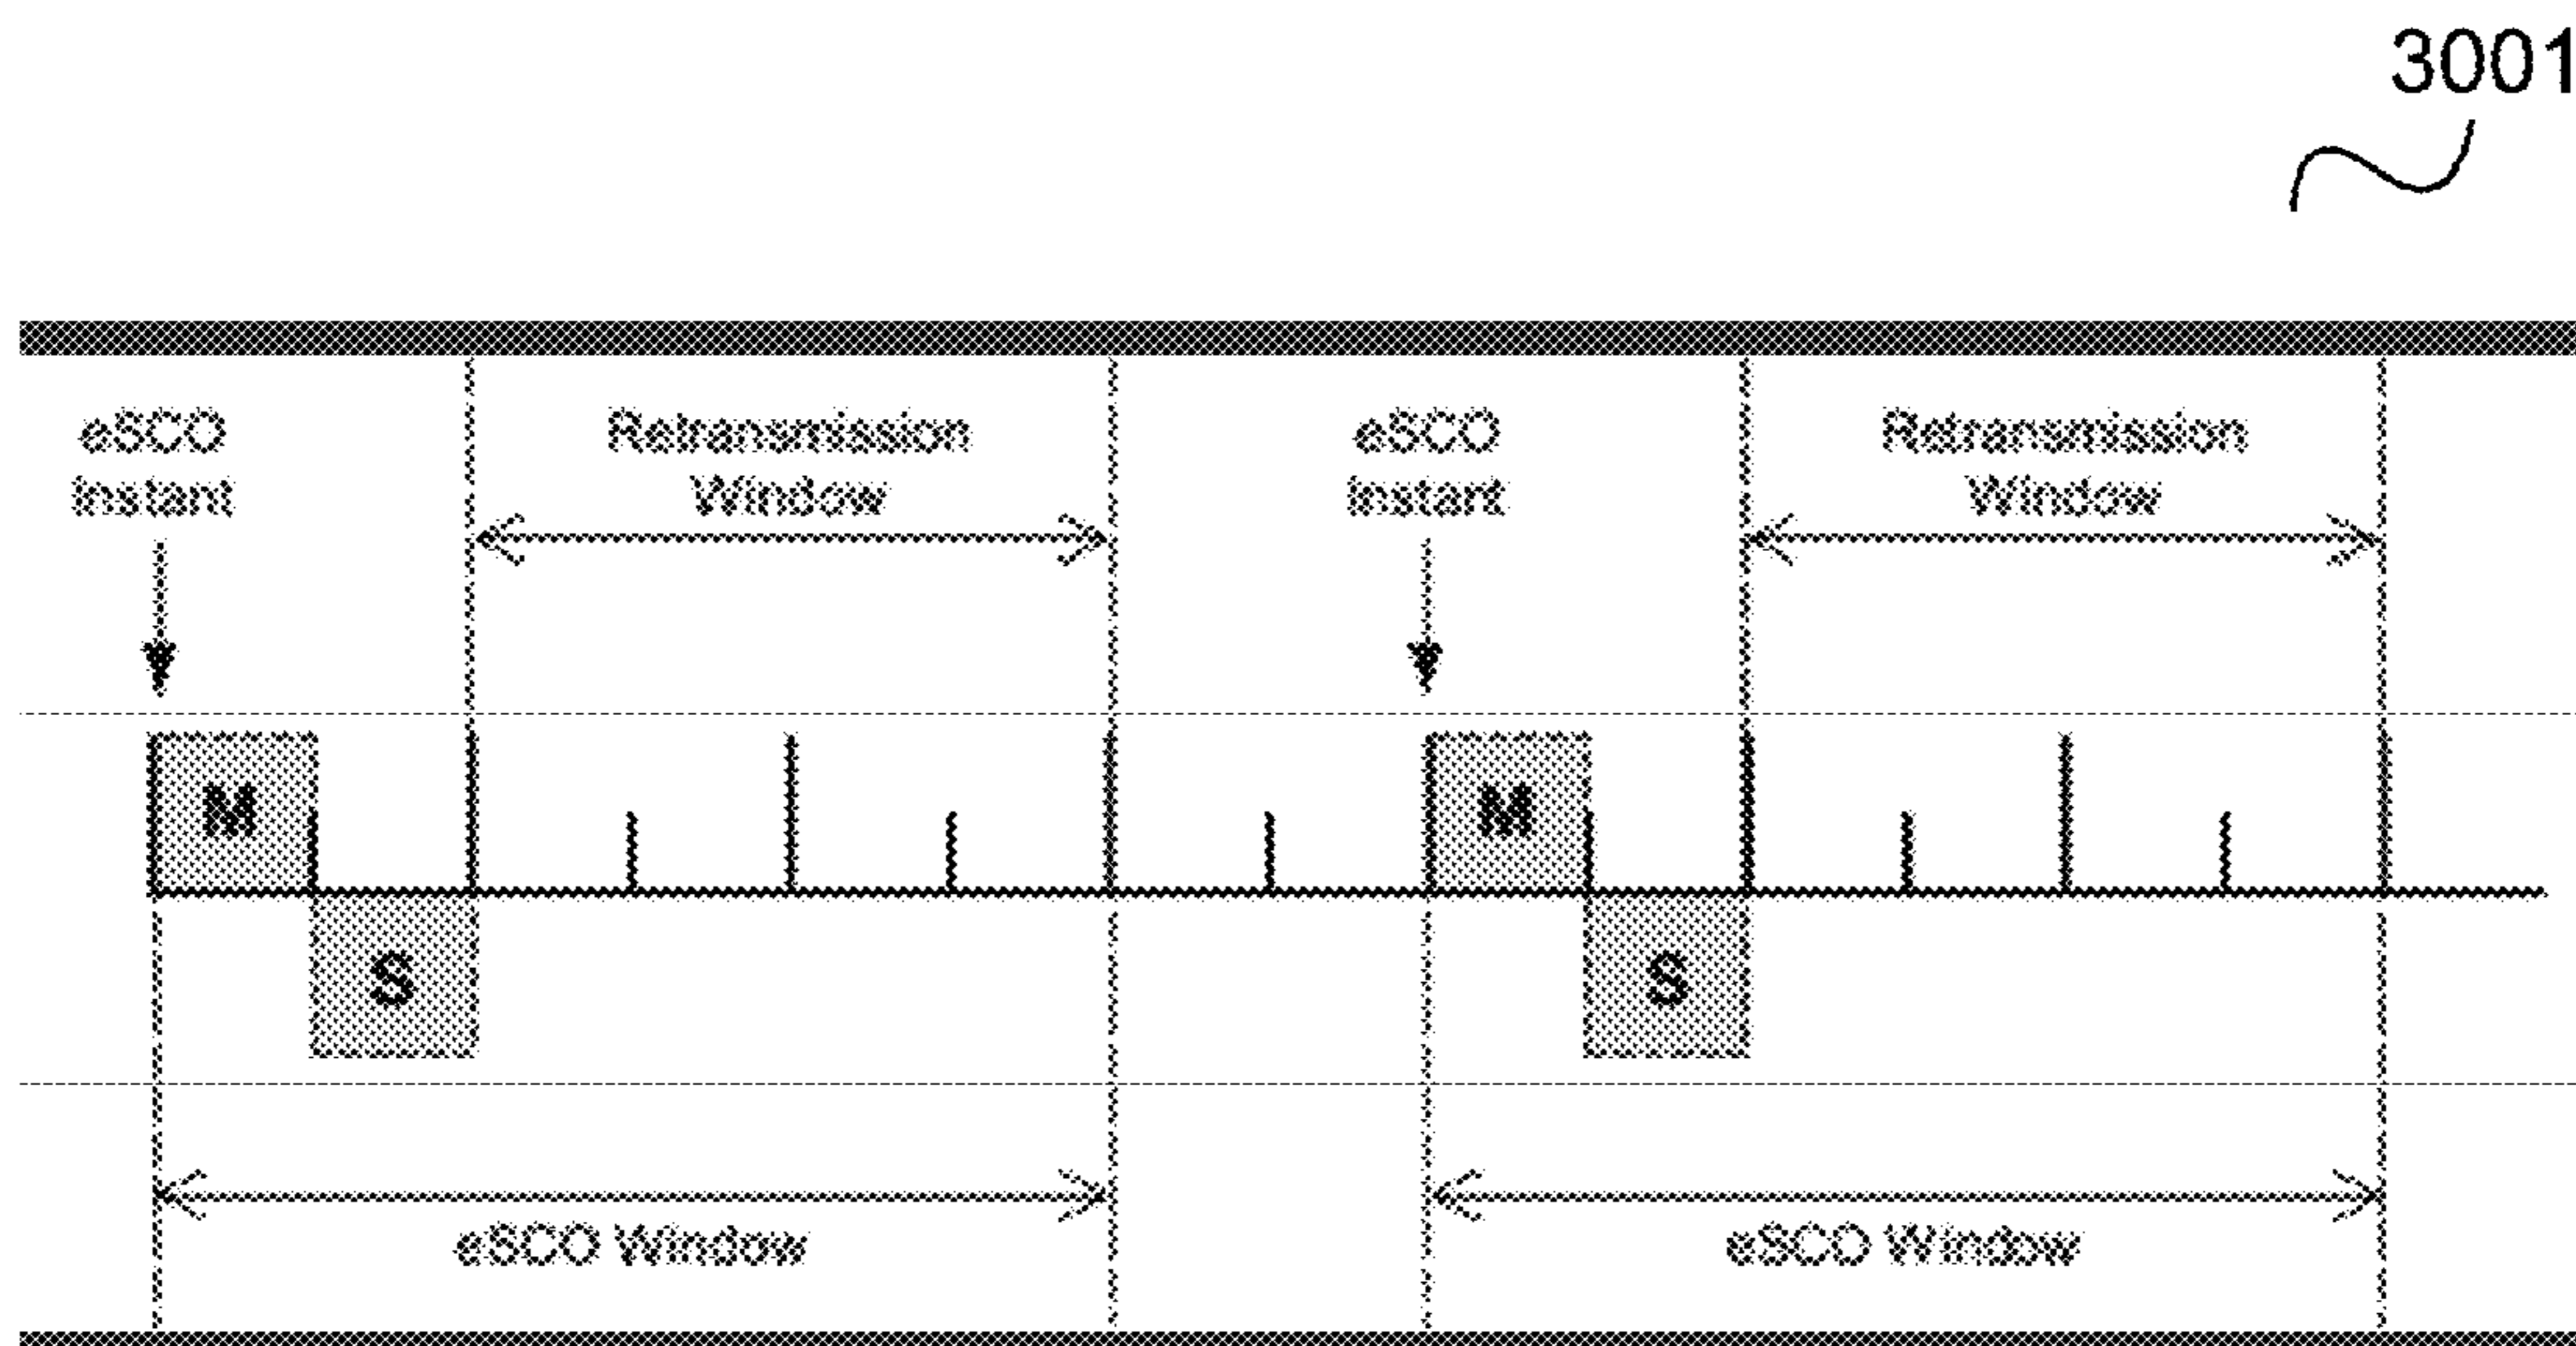 3001
eSCO
Instant
Retransmission
Window
eSCO
Instant
Retransmission
Window
M
M
S
S
eSCO Window
eSCO Window